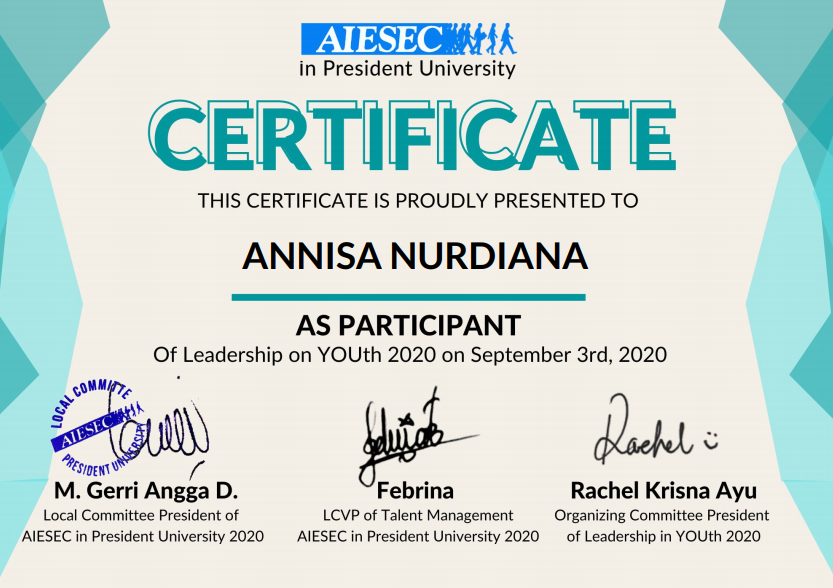 AIESEC
in President University
CERTIFICATE
THIS CERTIFICATE IS PROUDLY PRESENTED TO
ANNISA NURDIANA
AS PARTICIPANT
Of Leadership on YOUth 2020 on September 3rd, 2020
LOCAL COMMITTE
AIESEC
PRESIDENT UNIVERSITY
Rachel
M. Gerri Angga D.
Febrina
Rachel Krisna Ayu
Local Committee President of
AIESEC in President University 2020
LCVP of Talent Management
AIESEC in President University 2020
Organizing Committee President
of Leadership in YOUth 2020